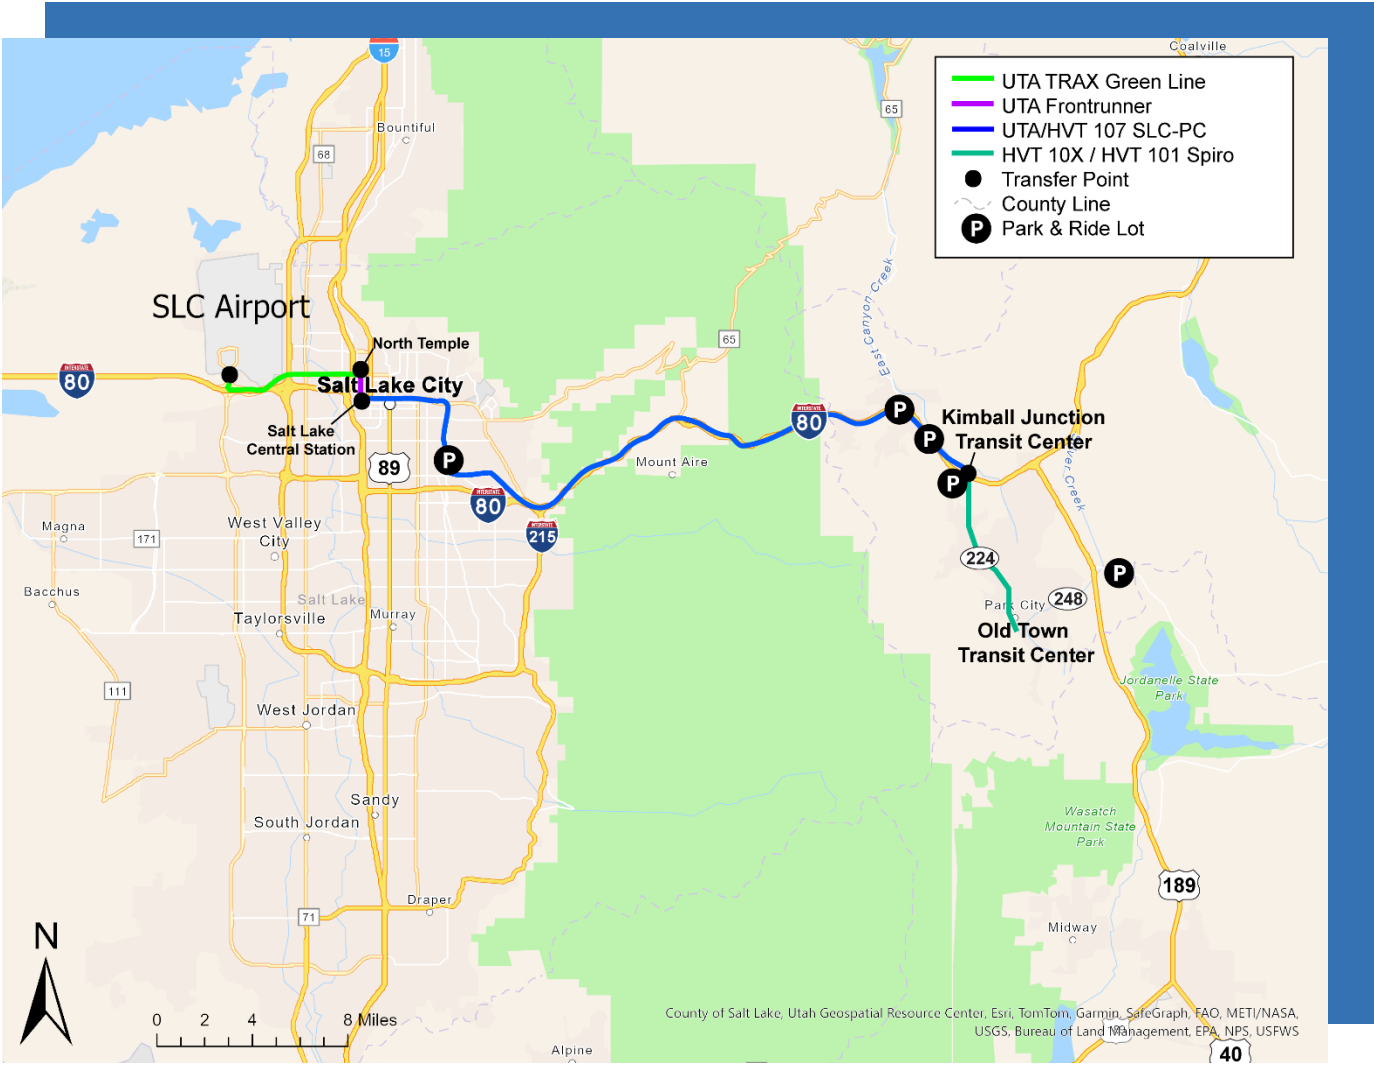 Coalville
15
UTA TRAX Green Line
UTA Frontrunner
UTA/HVT 107 SLC-PC
HVT 10X / HVT 101 Spiro
Transfer Point
County Line
P Park & Ride Lot
65
Bountiful
68
East Canyon Creek
SLC Airport
65
North Temple
INTERSTATE
80
Salt Lake City
INTERSTATE
80
P
Kimball Junction
Transit Center
P
Salt Lake
Central Station
P
Mount Aire
89
P
INTERSTATE
80
Magna
West Valley
City
171
INTERSTATE
215
224
P
Bacchus
Salt Lake
248
Park City
Taylorsville
Murray
Old Town
Transit Center
111
Jordanelle State
Park
West Jordan
Sandy
South Jordan
Wasatch
Mountain State
Park
189
Draper
71
Midway
N
0 2 4 8 Miles
County of Salt Lake, Utah Geospatial Resource Center, Esri, TomTom, Garmin, SafeGraph, FAO, METI/NASA,
USGS, Bureau of Land Management, EPA, NPS, USFWS
Alpine
40